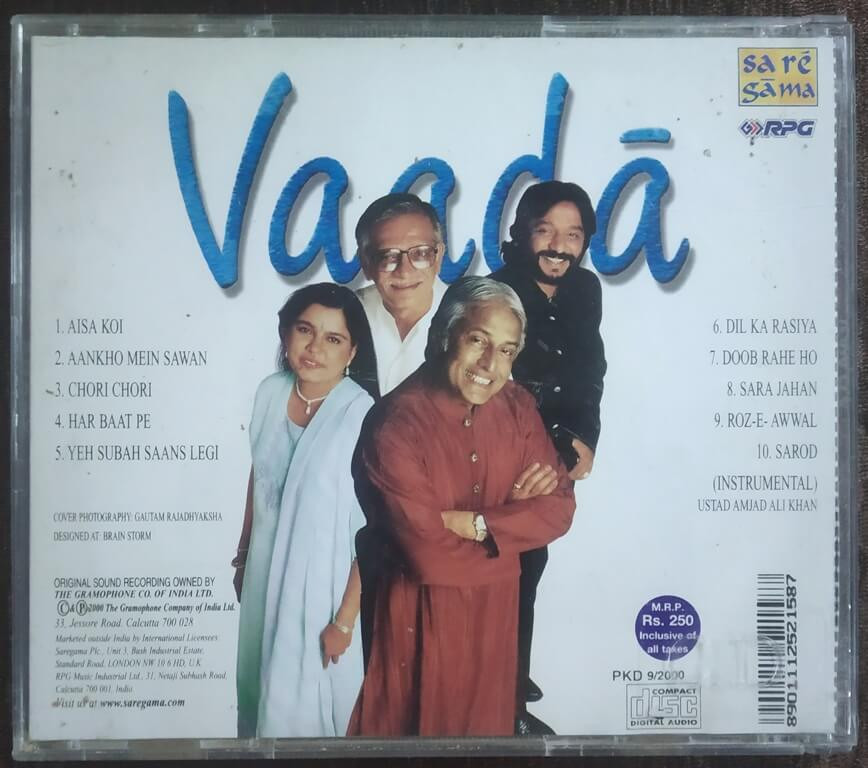 Vaadā
sa ré
gāma
RPG
1. AISA KOI
2. AANKHO MEIN SAWAN
3. CHORI CHORI
4. HAR BAAT PE
5. YEH SUBAH SAANS LEGI
6. DIL KA RASIYA
7. DOOB RAHE HO
8. SARA JAHAN
9. ROZ-E- AWWAL
10. SAROD
(INSTRUMENTAL)
USTAD AMJAD ALI KHAN
COVER PHOTOGRAPHY: GAUTAM RAJADHYAKSHA
DESIGNED AT: BRAIN STORM
ORIGINAL SOUND RECORDING OWNED BY
THE GRAMOPHONE CO. OF INDIA LTD.
Ⓒ & Ⓟ 2000 The Gramophone Company of India Ltd.
33, Jessore Road, Calcutta 700 028
Marketed outside India by International Licensees:
Saregama Plc., Unit 3, Bush Industrial Estate,
Standard Road, LONDON NW 10 6 HD, U.K
RPG Music Industrial Ltd., 31, Netaji Subhash Road,
Calcutta 700 001, India
Visit us at www.saregama.com
M.R.P.
Rs. 250
Inclusive of
all taxes
PKD 9/2000
COMPACT
disc
DIGITAL AUDIO
8901112521587